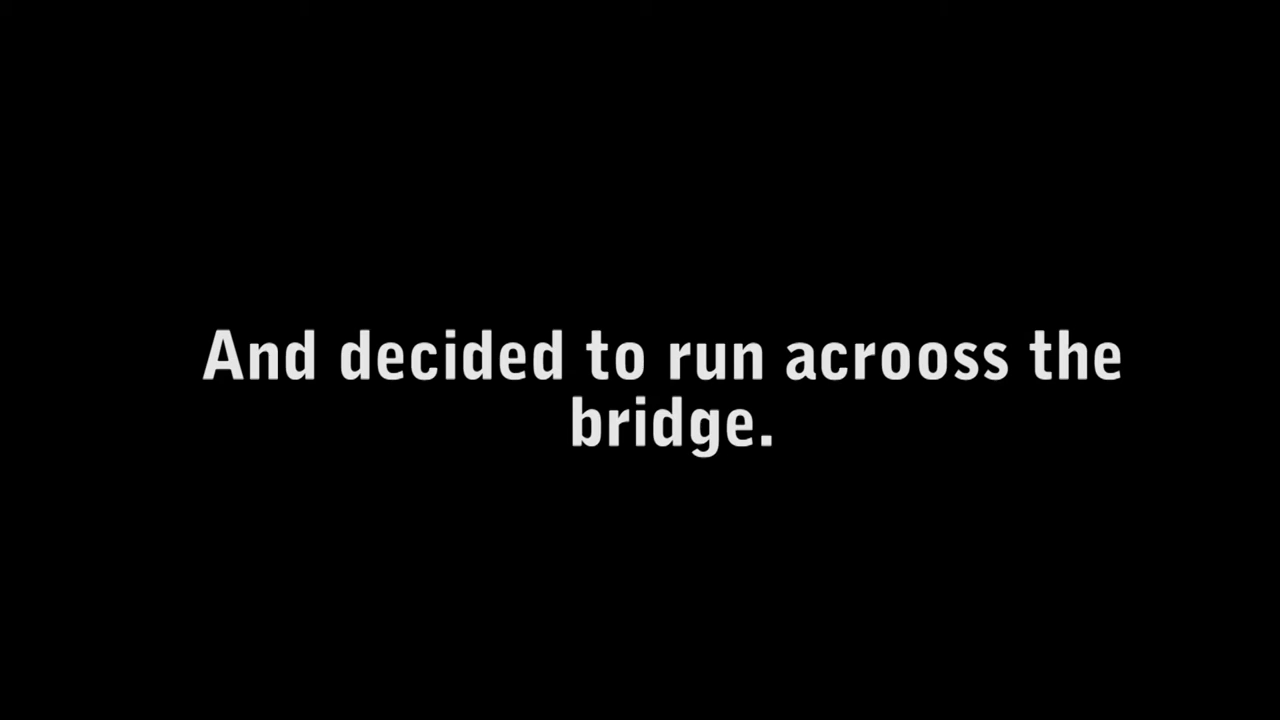 And decided to run acrooss the
bridge.